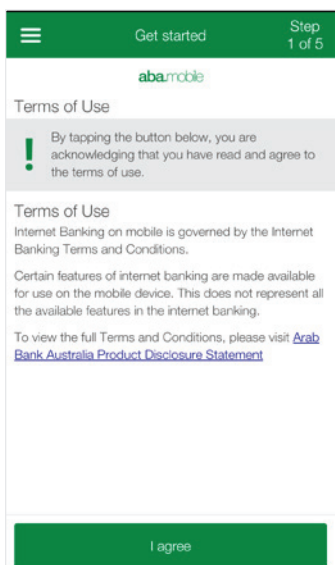 Get started
Step
1 of 5
aba.mobile
Terms of Use
By tapping the button below, you are
acknowledging that you have read and agree to
the terms of use.
Terms of Use
Internet Banking on mobile is governed by the Internet
Banking Terms and Conditions.
Certain features of internet banking are made available
for use on the mobile device. This does not represent all
the available features in the internet banking.
To view the full Terms and Conditions, please visit Arab
Bank Australia Product Disclosure Statement
I agree